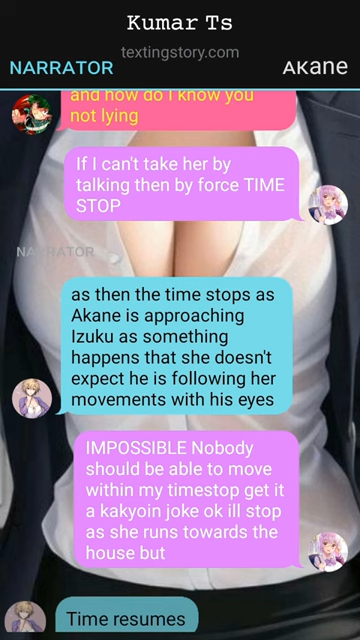 Kumar Ts
textingstory.com
NARRATOR
AKane
and how do I know you
not lying
If I can't take her by
talking then by force TIME
STOP
NARRATOR
as then the time stops as
Akane is approaching
Izuku as something
happens that she doesn't
expect he is following her
movements with his eyes
IMPOSSIBLE Nobody
should be able to move
within my timestop get it
a kakyoin joke ok ill stop
as she runs towards the
house but
Time resumes